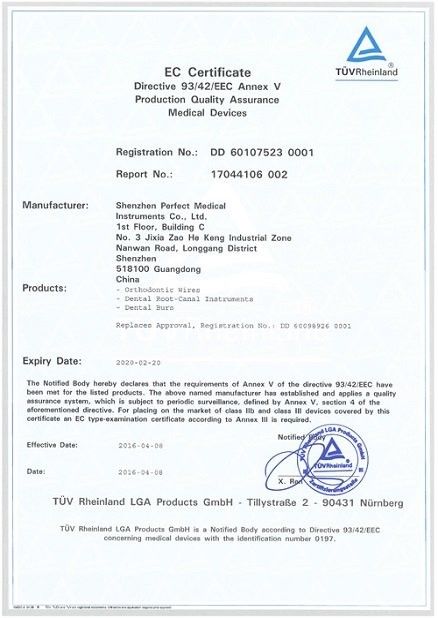 TÜVRheinland
EC Certificate
Directive 93/42/EEC Annex V
Production Quality Assurance
Medical Devices
Registration No.: DD 60107523 0001
Report No.: 17044106 002
Manufacturer: Shenzhen Perfect Medical
Instruments Co., Ltd.
1st Floor, Building C
No. 3 Jixia Zao He Keng Industrial Zone
Nanwan Road, Longgang District
Shenzhen
518100 Guangdong
China
Products: - Orthodontic Wires
- Dental Root-Canal Instruments
- Dental Burs
Replaces Approval, Registration No.: DD 60098926 0001
Expiry Date: 2020-02-20
The Notified Body hereby declares that the requirements of Annex V of the directive 93/42/EEC have
been met for the listed products. The above named manufacturer has established and applies a quality
assurance system, which is subject to periodic surveillance, defined by Annex V, section 4 of the
aforementioned directive. For placing on the market of class IIb and class III devices covered by this
certificate an EC type-examination certificate according to Annex III is required.
Notified Body
Effective Date: 2016-04-08
Date: 2016-04-08
TÜV Rheinland LGA Products GmbH
TÜVRheinland
Zertifizierungsstelle
TÜV Rheinland LGA Products GmbH - Tillystraße 2 - 90431 Nürnberg
TÜV Rheinland LGA Products GmbH is a Notified Body according to Directive 93/42/EEC
concerning medical devices with the identification number 0197.